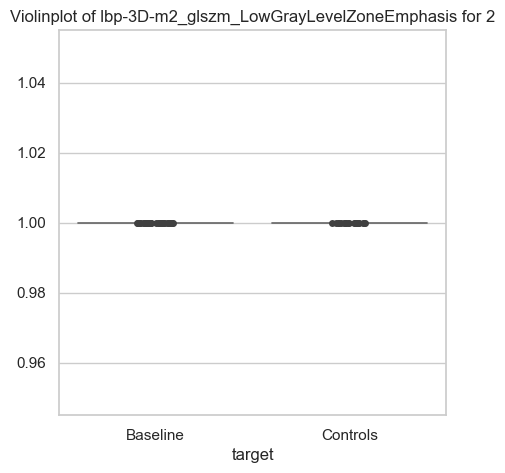 Violinplot of lbp-3D-m2_glszm_LowGrayLevelZoneEmphasis for 2
1.04
1.02
1.00
0.98
0.96
Baseline Controls
target